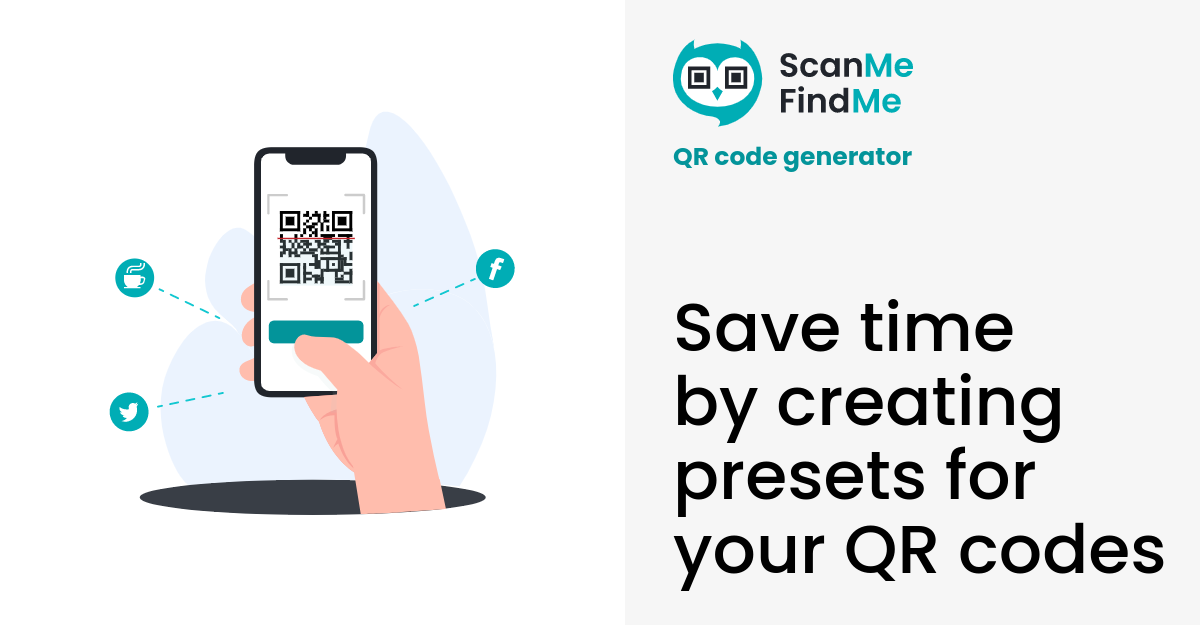 ScanMe
FindMe
QR code generator
Save time
by creating
presets for
your QR codes